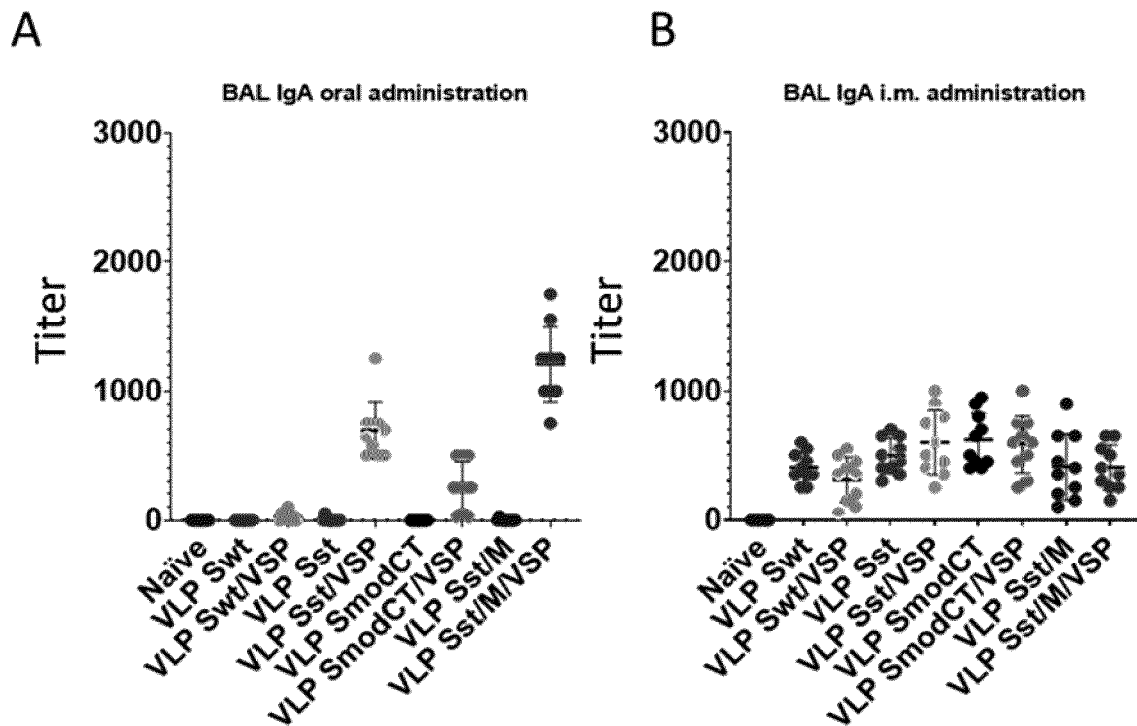 A
BAL IgA oral administration
Titer
3000
2000
1000
0
Naïve
VLP Swt
VLP Swt/VSP
VLP Sst
VLP Sst/VSP
VLP SmodCT
VLP SmodCT/VSP
VLP Sst/M
VLP Sst/M/VSP
B
BAL IgA i.m. administration
Titer
3000
2000
1000
0
Naïve
VLP Swt
VLP Swt/VSP
VLP Sst
VLP Sst/VSP
VLP SmodCT
VLP SmodCT/VSP
VLP Sst/M
VLP Sst/M/VSP